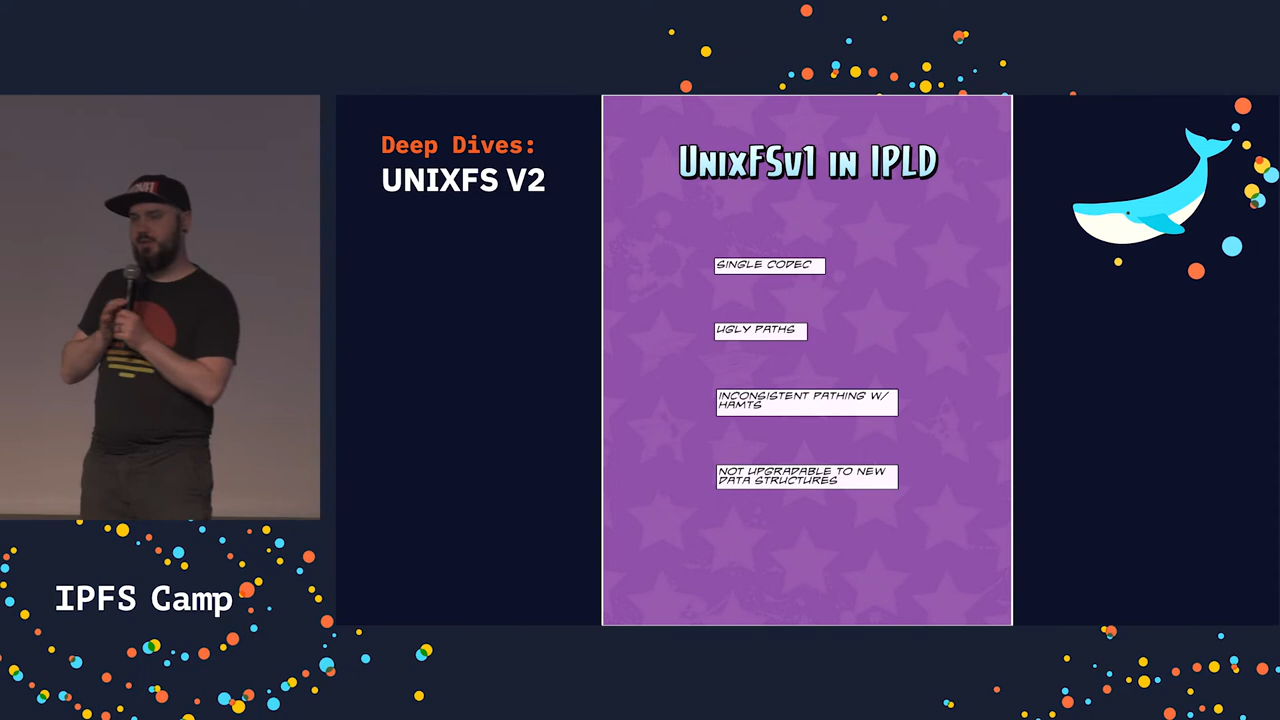 Deep Dives:
UNIXFS V2
UnixFSv1 in IPLD
SINGLE CODEC
UGLY PATHS
INCONSISTENT PATHING W/
HAMTS
NOT UPGRADABLE TO NEW
DATA STRUCTURES
IPFS Camp